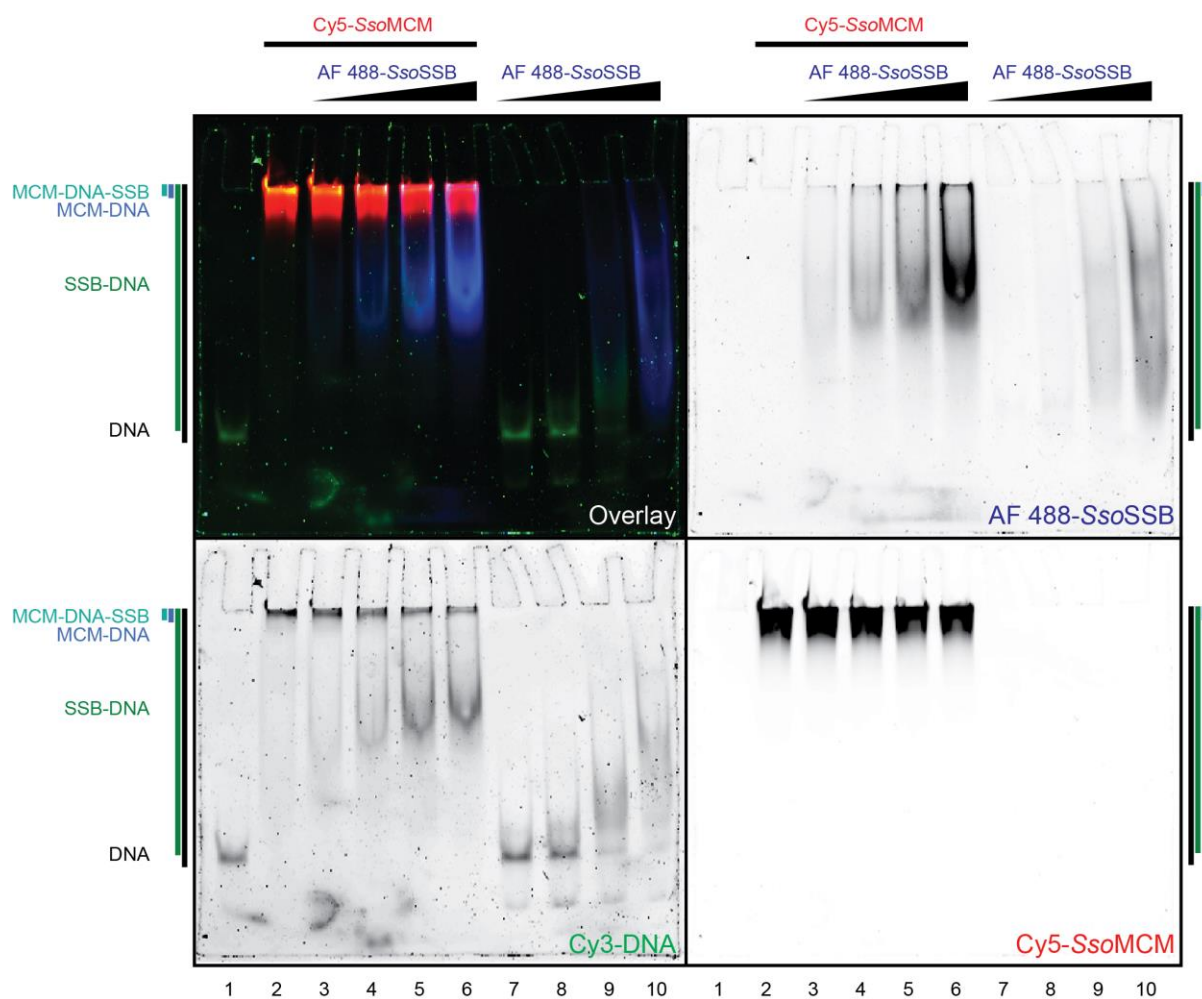 Cy5-SsoMCM Cy5-SsoMCM
AF 488-SsoSSB AF 488-SsoSSB AF 488-SsoSSB AF 488-SsoSSB
MCM-DNA-SSB
MCM-DNA
SSB-DNA
DNA
Overlay AF 488-SsoSSB
MCM-DNA-SSB
MCM-DNA
SSB-DNA
DNA
Cy3-DNA Cy5-SsoMCM
1 2 3 4 5 6 7 8 9 10 1 2 3 4 5 6 7 8 9 10